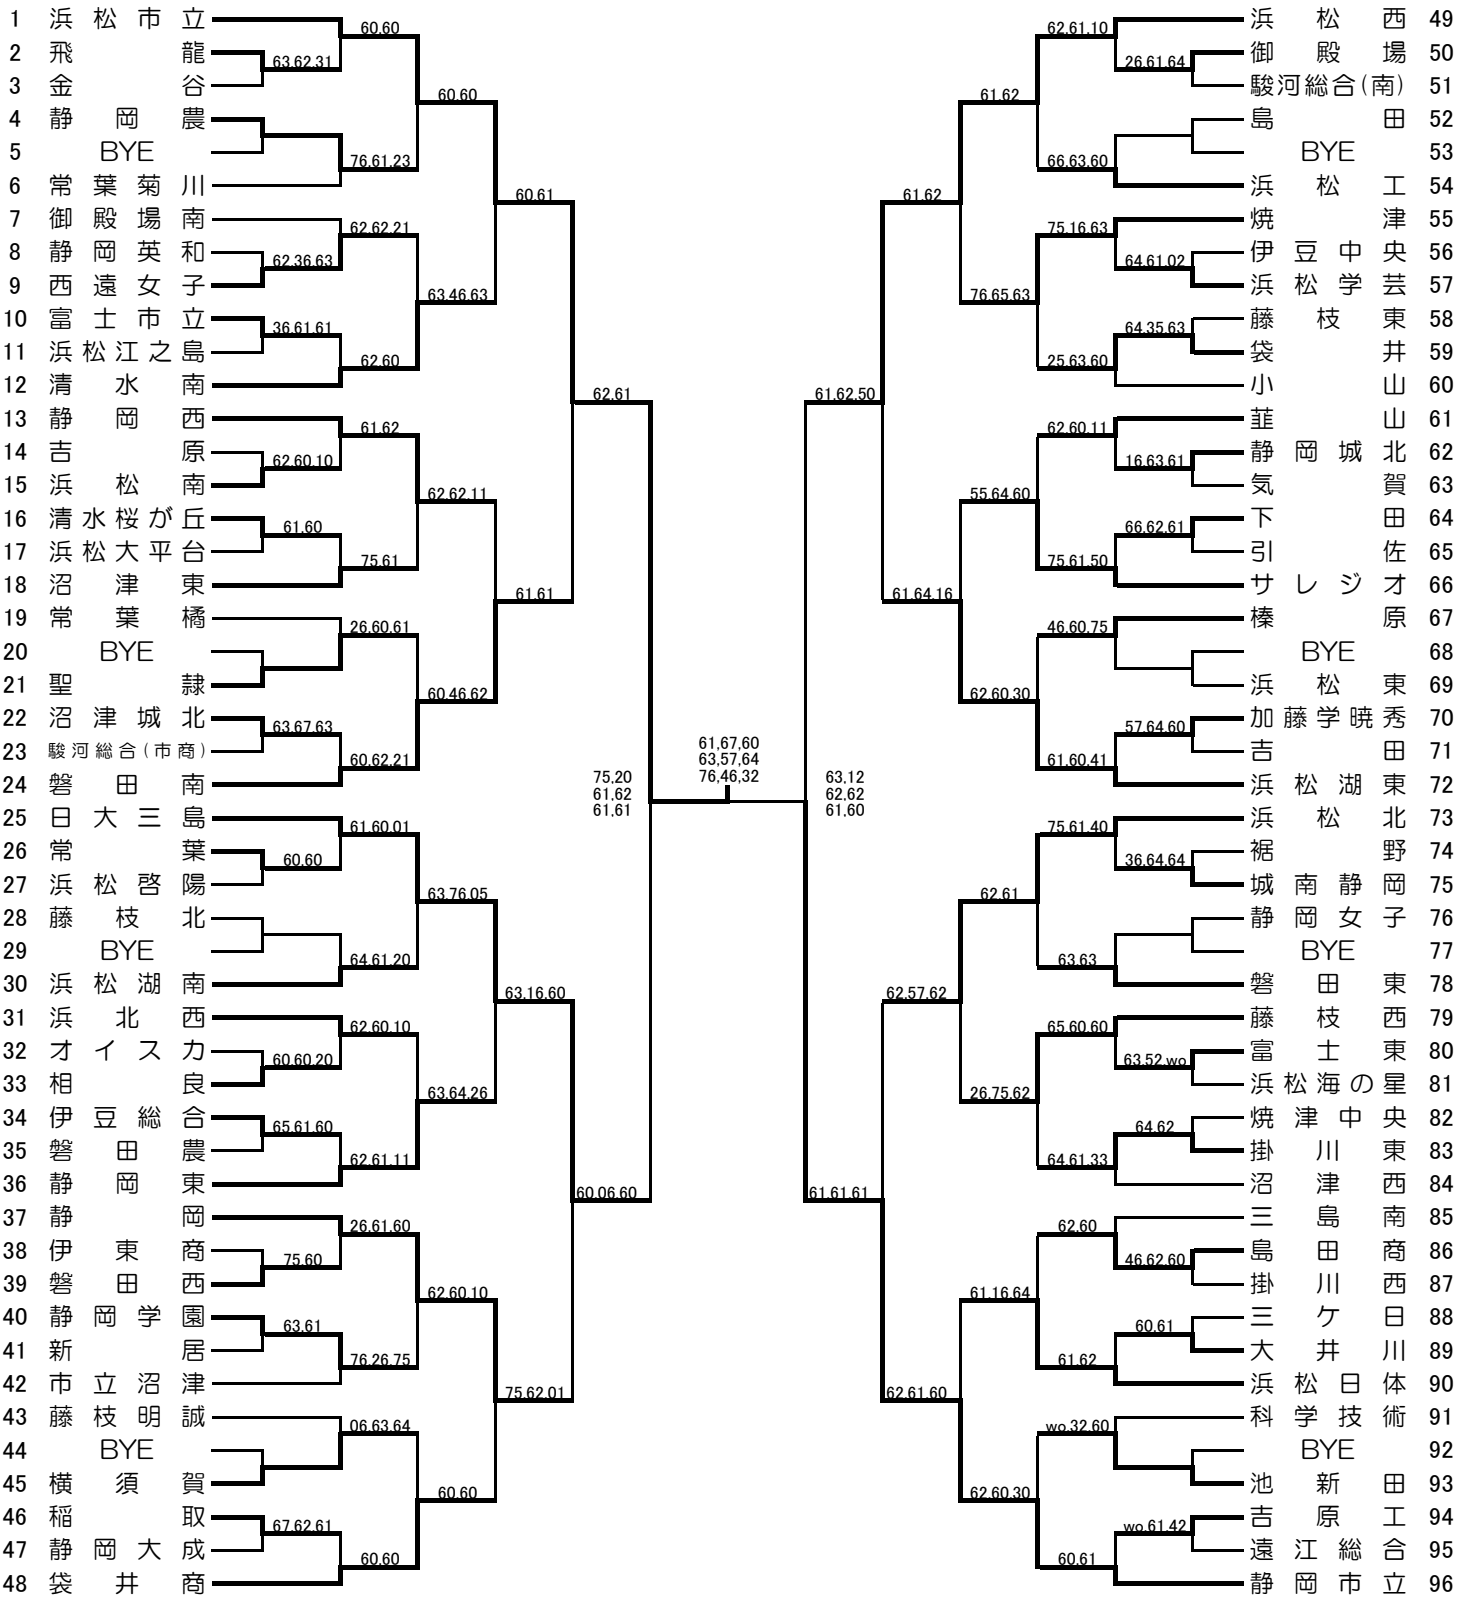 1 浜松市立
2 飛龍
3 金谷
4 静岡農
5 BYE
6 常葉菊川
7 御殿場南
8 静岡英和
9 西遠女子
10 富士市立
11 浜松江之島
12 清水南
13 静岡西
14 吉原
15 浜松南
16 清水桜が丘
17 浜松大平台
18 沼津東
19 常葉橘
20 BYE
21 聖隷
22 沼津城北
23 駿河総合(市商)
24 磐田南
25 日大三島
26 常葉
27 浜松啓陽
28 藤枝北
29 BYE
30 浜松湖南
31 浜北西
32 オイスカ
33 相良
34 伊豆総合
35 磐田農
36 静岡東
37 静岡
38 伊東商
39 磐田西
40 静岡学園
41 新居
42 市立沼津
43 藤枝明誠
44 BYE
45 横須賀
46 稲取
47 静岡大成
48 袋井商
63.62.31
62.36.63
36.61.61
62.60.10
61.60
63.67.63
60.60
60.60.20
65.61.60
75.60
63.61
67.62.61
60.60
76.61.23
62.62.21
62.60
61.62
75.61
26.60.61
60.62.21
61.60.01
64.61.20
62.60.10
62.61.11
26.61.60
76.26.75
06.63.64
60.60
60.60
63.46.63
62.62.11
60.46.62
63.76.05
63.64.26
62.60.10
60.60
60.61
61.61
63.16.60
75.62.01
62.61
60.06.60
75,20
61,62
61,61
61,67,60
63,57,64
76,46,32
63,12
62,62
61,60
61.62.50
61.61.61
61.62
61.64.16
62.57.62
62.61.60
61.62
76.65.63
55.64.60
62.60.30
62.61
26.75.62
61.16.64
62.60.30
62.61.10
66.63.60
75.16.63
25.63.60
62.60.11
75.61.50
46.60.75
61.60.41
75.61.40
63.63
65.60.60
64.61.33
62.60
61.62
wo.32.60
60.61
26.61.64
64.61.02
64.35.63
16.63.61
66.62.61
57.64.60
36.64.64
63.52.wo
64.62
46.62.60
60.61
wo.61.42
浜松西 49
御殿場 50
駿河総合(南) 51
島田 52
BYE 53
浜松工 54
焼津 55
伊豆中央 56
浜松学芸 57
藤枝東 58
袋井 59
小山 60
韮山 61
静岡城北 62
気賀 63
下田 64
引佐 65
サレジオ 66
榛原 67
BYE 68
浜松東 69
加藤学暁秀 70
吉田 71
浜松湖東 72
浜松北 73
裾野 74
城南静岡 75
静岡女子 76
BYE 77
磐田東 78
藤枝西 79
富士東 80
浜松海の星 81
焼津中央 82
掛川東 83
沼津西 84
三島南 85
島田商 86
掛川西 87
三ケ日 88
大井川 89
浜松日体 90
科学技術 91
BYE 92
池新田 93
吉原工 94
遠江総合 95
静岡市立 96